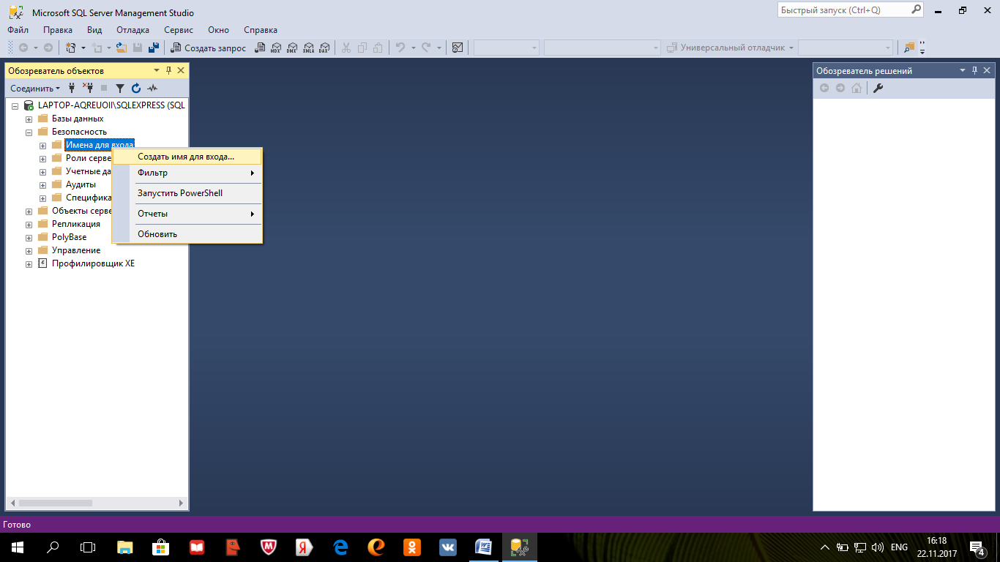 Microsoft SQL Server Management Studio
Быстрый запуск (Ctrl+Q)
Файл Правка Вид Отладка Сервис Окно Справка
Создать запрос MDX DMX XMLA DAX Универсальный отладчик
Обозреватель объектов
Соединить
LAPTOP-AQREUOII\SQLEXPRESS (SQL
Базы данных
Безопасность
Имена для входа
Роли серве
Учетные да
Аудиты
Специфика
Объекты серве
Репликация
PolyBase
Управление
Профилировщик XE
Создать имя для входа...
Фильтр
Запустить PowerShell
Отчеты
Обновить
Обозреватель решений
Готово
ENG
16:18
22.11.2017
4